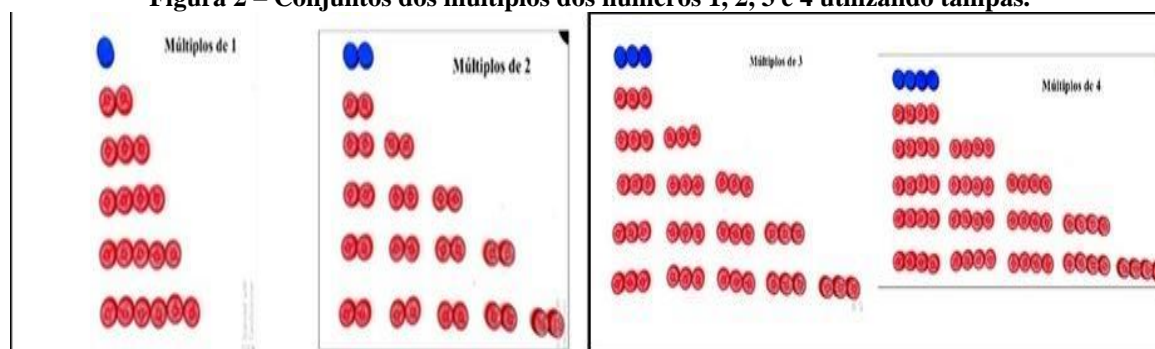 Figura 2 – Conjuntos dos múltiplos dos números 1, 2, 3 e 4 utilizando tampas.
Múltiplos de 1
Múltiplos de 2
Múltiplos de 3
Múltiplos de 4